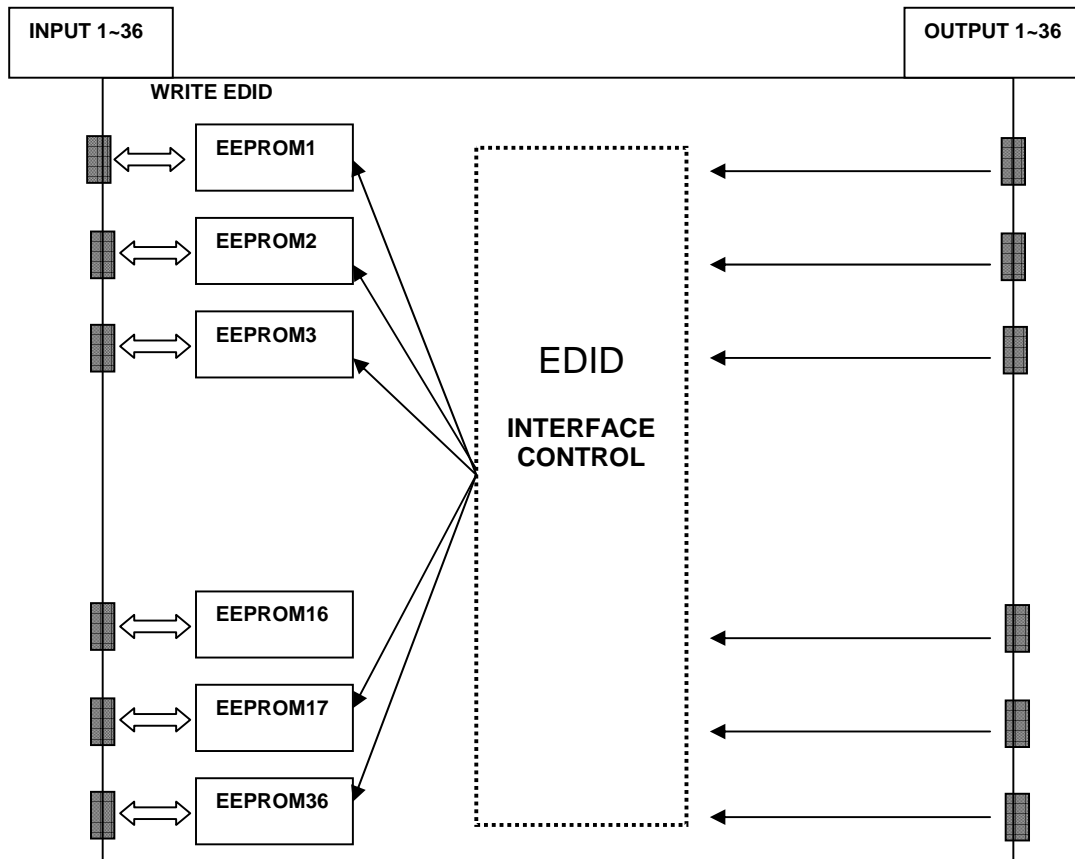 INPUT 1~36
OUTPUT 1~36
WRITE EDID
EEPROM1
EEPROM2
EEPROM3
EDID
INTERFACE
CONTROL
EEPROM16
EEPROM17
EEPROM36